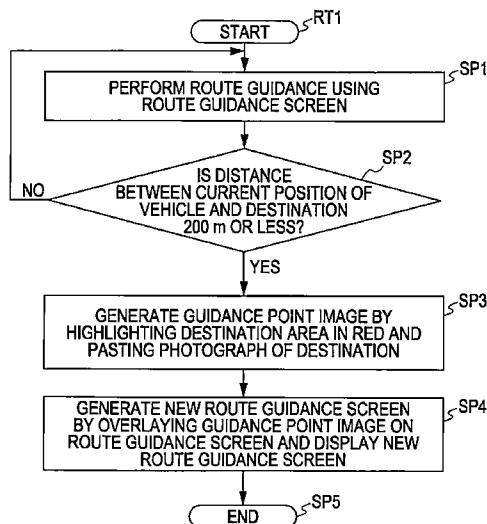 START
RT1
PERFORM ROUTE GUIDANCE USING
ROUTE GUIDANCE SCREEN
SP1
IS DISTANCE
BETWEEN CURRENT POSITION OF
VEHICLE AND DESTINATION
200 m OR LESS?
SP2
NO
YES
GENERATE GUIDANCE POINT IMAGE BY
HIGHLIGHTING DESTINATION AREA IN RED AND
PASTING PHOTOGRAPH OF DESTINATION
SP3
GENERATE NEW ROUTE GUIDANCE SCREEN
BY OVERLAYING GUIDANCE POINT IMAGE ON
ROUTE GUIDANCE SCREEN AND DISPLAY NEW
ROUTE GUIDANCE SCREEN
SP4
END
SP5